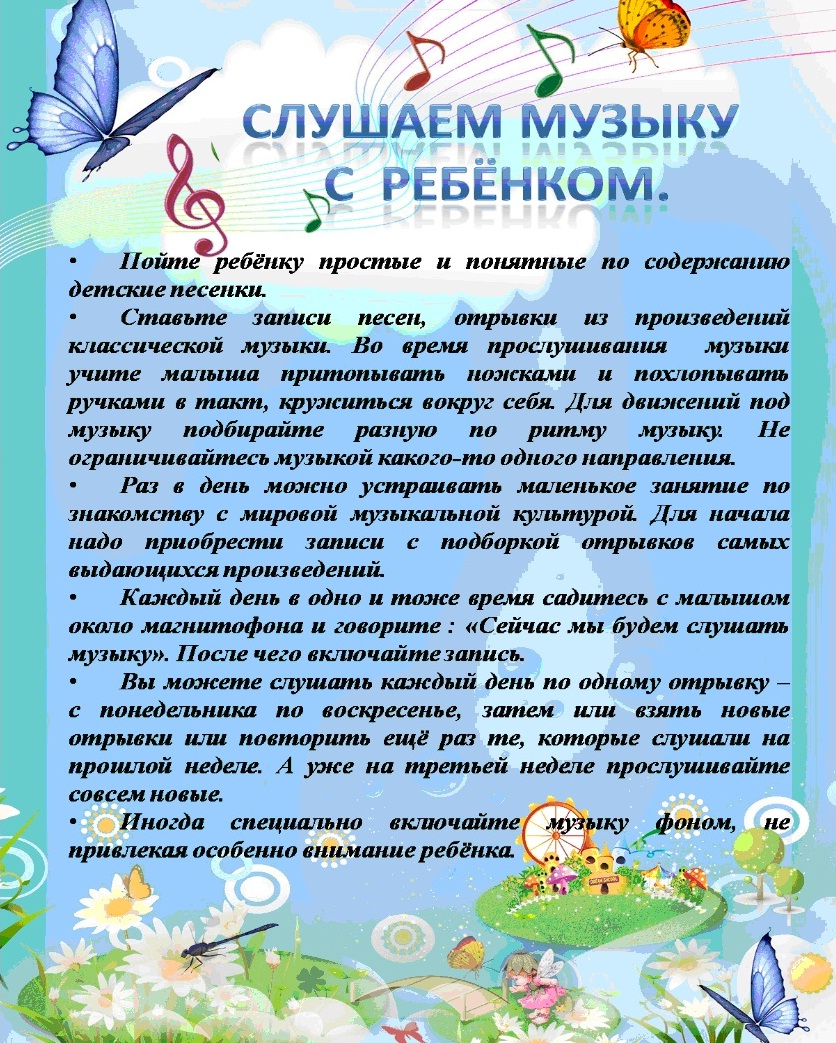 СЛУШАЕМ МУЗЫКУ
С РЕБЁНКОМ.
• Пойте ребёнку простые и понятные по содержанию
детские песенки.
• Ставьте записи песен, отрывки из произведений
классической музыки. Во время прослушивания музыки
учите малыша притопывать ножками и похлопывать
ручками в такт, кружиться вокруг себя. Для движений под
музыку подбирайте разную по ритму музыку. Не
ограничивайтесь музыкой какого-то одного направления.
• Раз в день можно устраивать маленькое занятие по
знакомству с мировой музыкальной культурой. Для начала
надо приобрести записи с подборкой отрывков самых
выдающихся произведений.
• Каждый день в одно и тоже время садитесь с малышом
около магнитофона и говорите : «Сейчас мы будем слушать
музыку». После чего включайте запись.
• Вы можете слушать каждый день по одному отрывку –
с понедельника по воскресенье, затем или взять новые
отрывки или повторить ещё раз те, которые слушали на
прошлой неделе. А уже на третьей неделе прослушивайте
совсем новые.
• Иногда специально включайте музыку фоном, не
привлекая особенно внимание ребёнка.